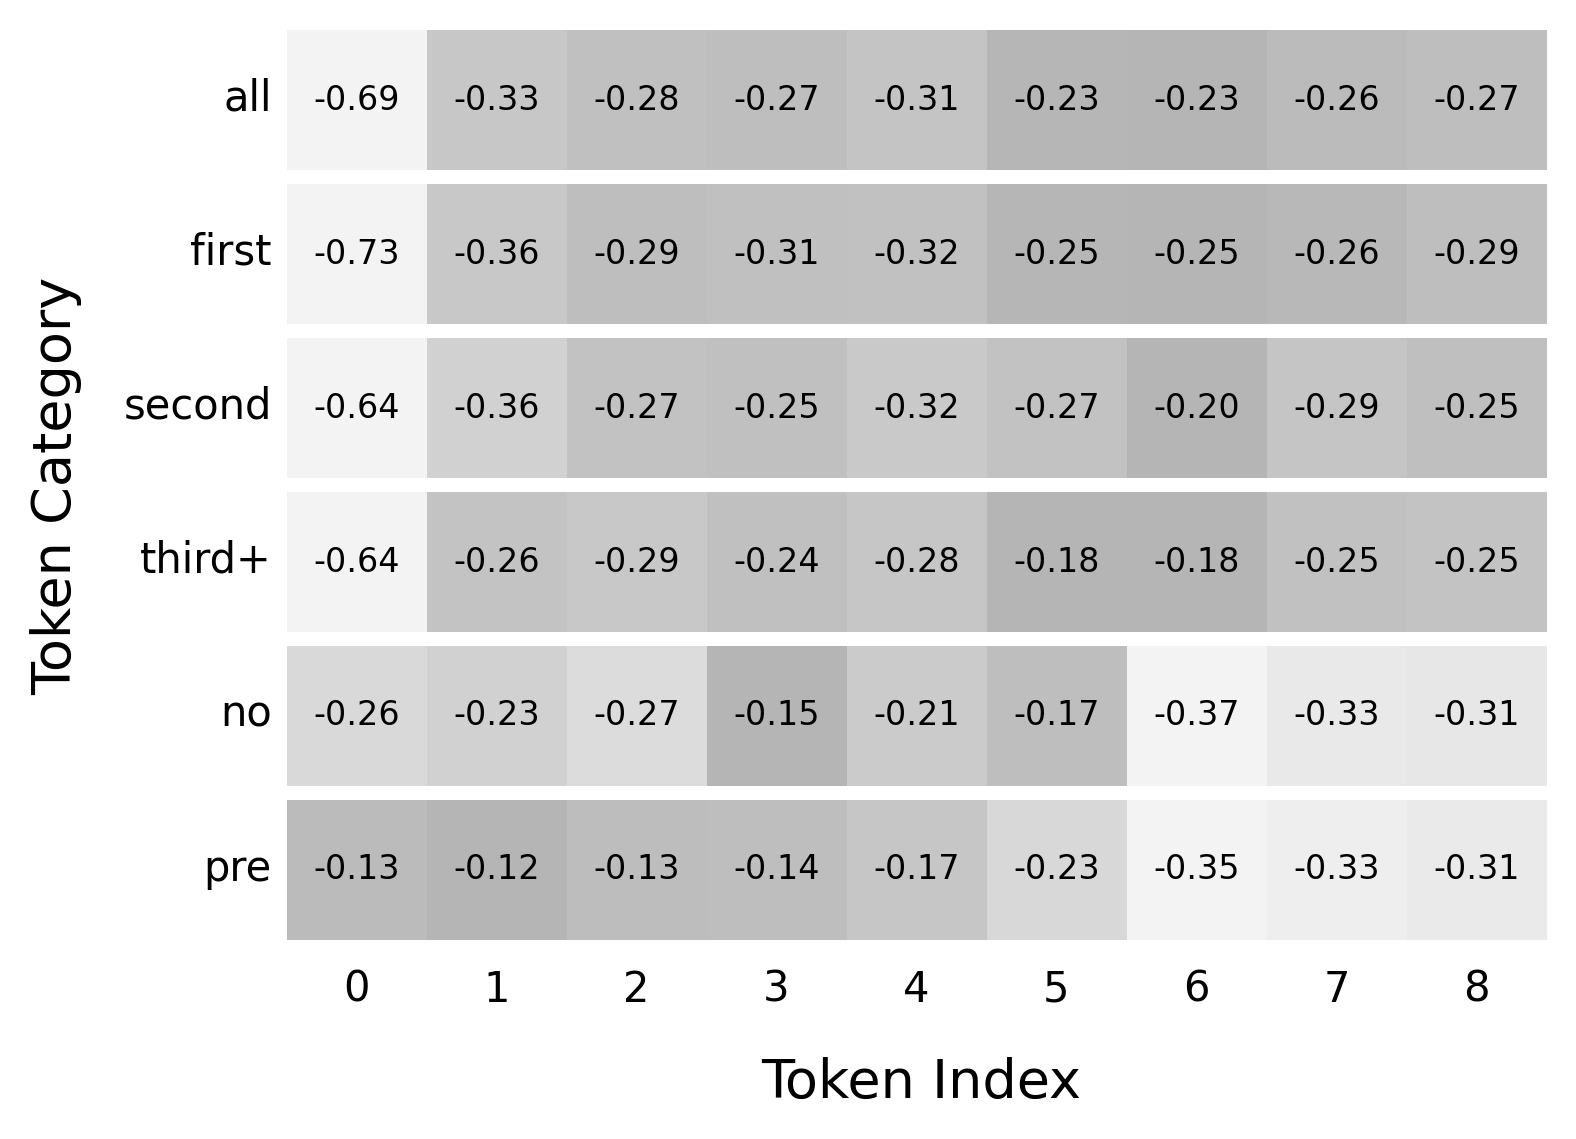 all -0.69 -0.33 -0.28 -0.27 -0.31 -0.23 -0.23 -0.26 -0.27
first -0.73 -0.36 -0.29 -0.31 -0.32 -0.25 -0.25 -0.26 -0.29
second -0.64 -0.36 -0.27 -0.25 -0.32 -0.27 -0.20 -0.29 -0.25
third+ -0.64 -0.26 -0.29 -0.24 -0.28 -0.18 -0.18 -0.25 -0.25
no -0.26 -0.23 -0.27 -0.15 -0.21 -0.17 -0.37 -0.33 -0.31
pre -0.13 -0.12 -0.13 -0.14 -0.17 -0.23 -0.35 -0.33 -0.31
0 1 2 3 4 5 6 7 8
Token Index
Token Category